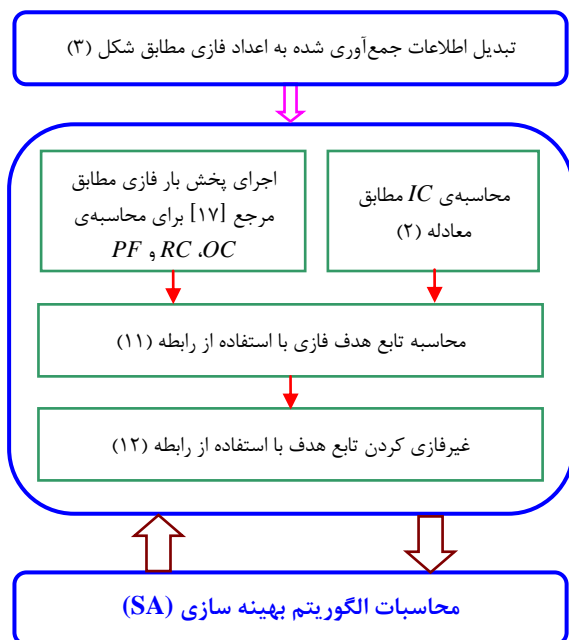 تبدیل اطلاعات جمع‌آوری شده به اعداد فازی مطابق شکل (۳)
محاسبه‌ی IC مطابق
معادله (۲)
اجرای پخش بار فازی مطابق
مرجع [۱۷] برای محاسبه‌ی
OC، RC و PF
محاسبه تابع هدف فازی با استفاده از رابطه (۱۱)
غیرفازی کردن تابع هدف با استفاده از رابطه (۱۲)
محاسبات الگوریتم بهینه سازی (SA)